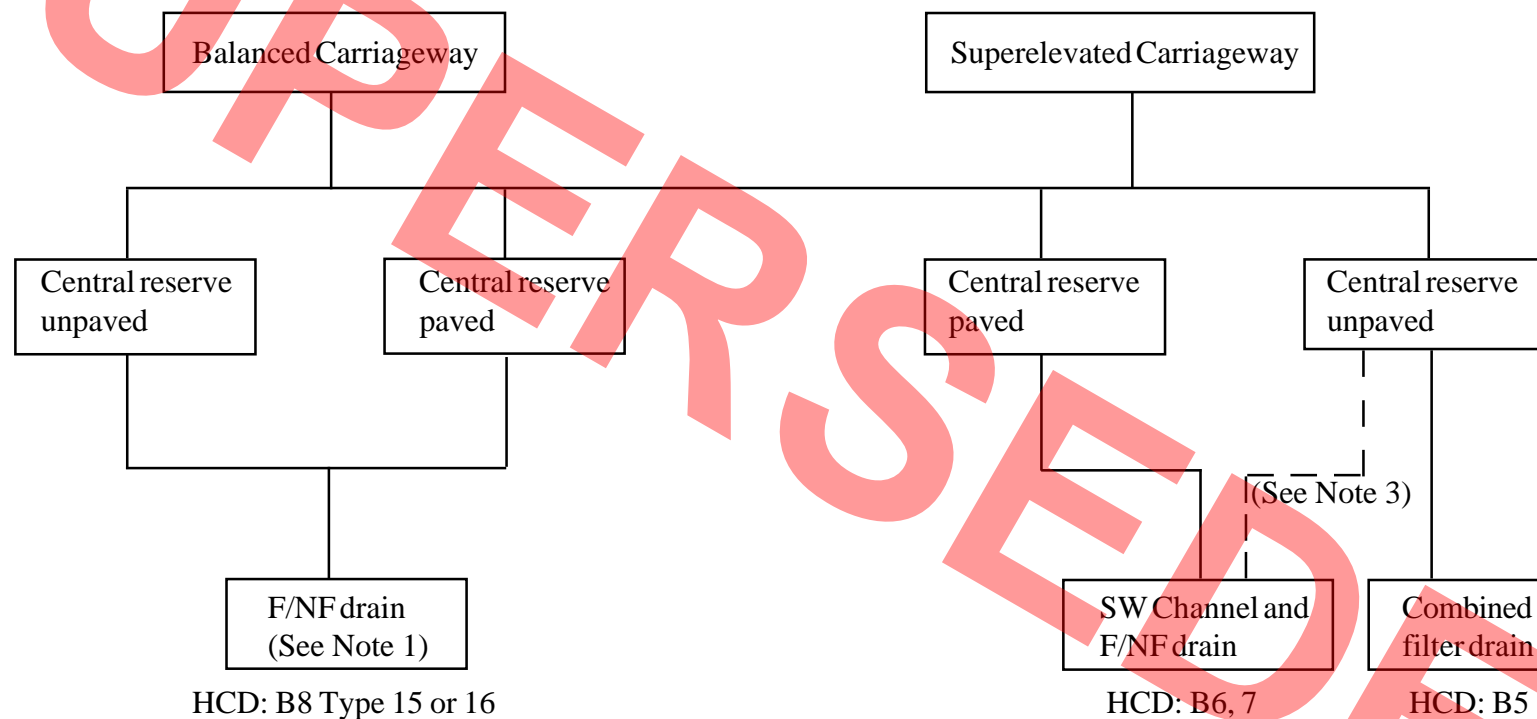 Balanced Carriageway
Superelevated Carriageway
Central reserve
unpaved
Central reserve
paved
Central reserve
paved
Central reserve
unpaved
(See Note 3)
F/NF drain
(See Note 1)
SW Channel and
F/NF drain
Combined
filter drain
HCD: B8 Type 15 or 16
HCD: B6, 7
HCD: B5
UPERSEDE